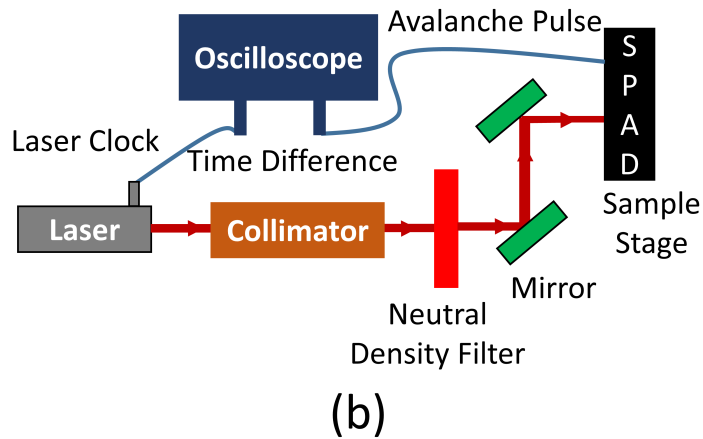 Avalanche Pulse
Oscilloscope
S
P
A
D
Laser Clock
Time Difference
Laser
Collimator
Sample
Stage
Mirror
Neutral
Density Filter
(b)